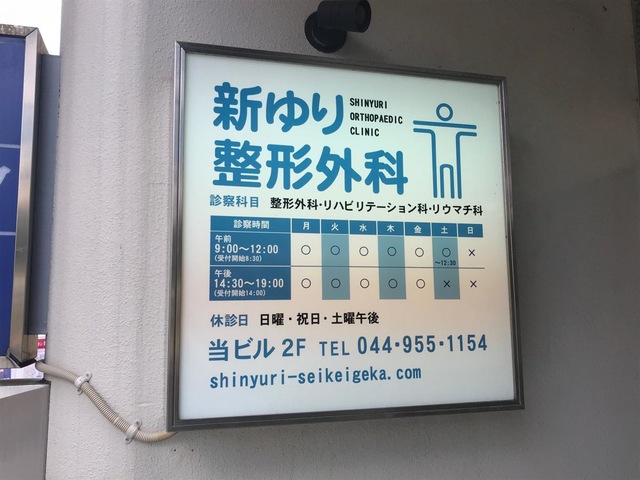 新ゆり
整形外科
SHINYURI
ORTHOPAEDIC
CLINIC
診察科目 整形外科・リハビリテーション科・リウマチ科
診察時間 月 火 水 木 金 土 日
午前
9:00〜12:00 ○ ○ ○ ○ ○ ○ ×
(受付開始8:30) 〜12:30
午後
14:30〜19:00 ○ ○ ○ ○ ○ × ×
(受付開始14:00)
休診日 日曜・祝日・土曜午後
当ビル 2F TEL 044・955・1154
shinyuri-seikeigeka.com